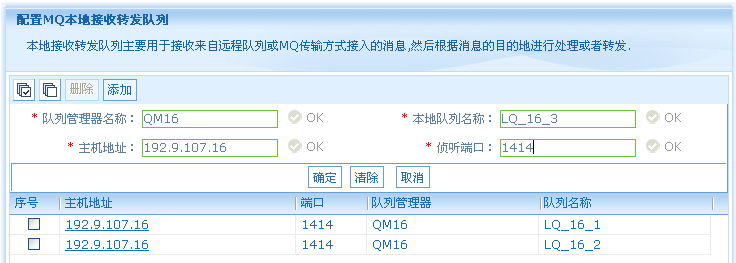 配置MQ本地接收转发队列
本地接收转发队列主要用于接收来自远程队列或MQ传输方式接入的消息,然后根据消息的目的地进行处理或者转发.
删除 添加
* 队列管理器名称： QM16 OK * 本地队列名称： LQ_16_3 OK
* 主机地址： 192.9.107.16 OK * 侦听端口： 1414 OK
确定 清除 取消
序号 主机地址 端口 队列管理器 队列名称
192.9.107.16 1414 QM16 LQ_16_1
192.9.107.16 1414 QM16 LQ_16_2